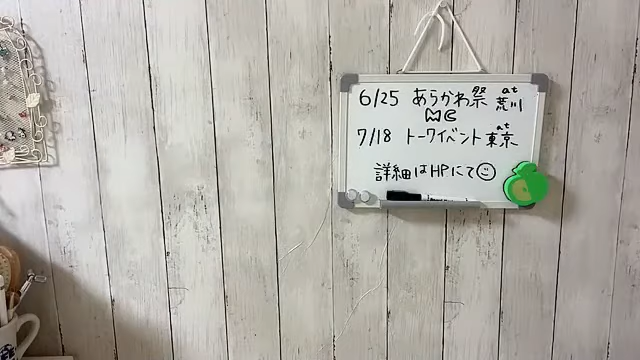 6/25 あらかわ祭 at 荒川
MC
7/18 トークイベント at 東京
詳細はHPにて☺